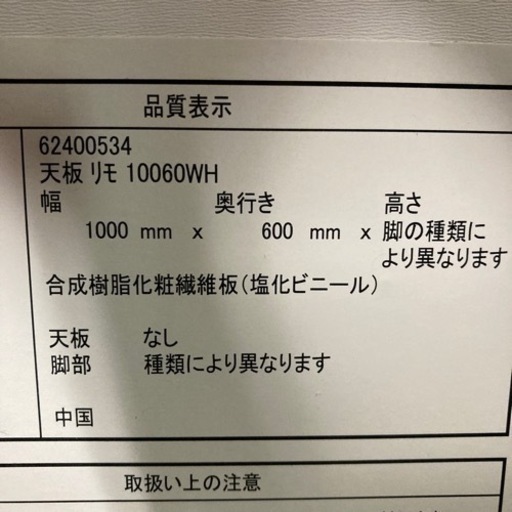 品質表示
62400534
天板 リモ 10060WH
幅 奥行き 高さ
1000 mm x 600 mm x 脚の種類に
より異なります
合成樹脂化粧繊維板(塩化ビニール)
天板 なし
脚部 種類により異なります
中国
取扱い上の注意